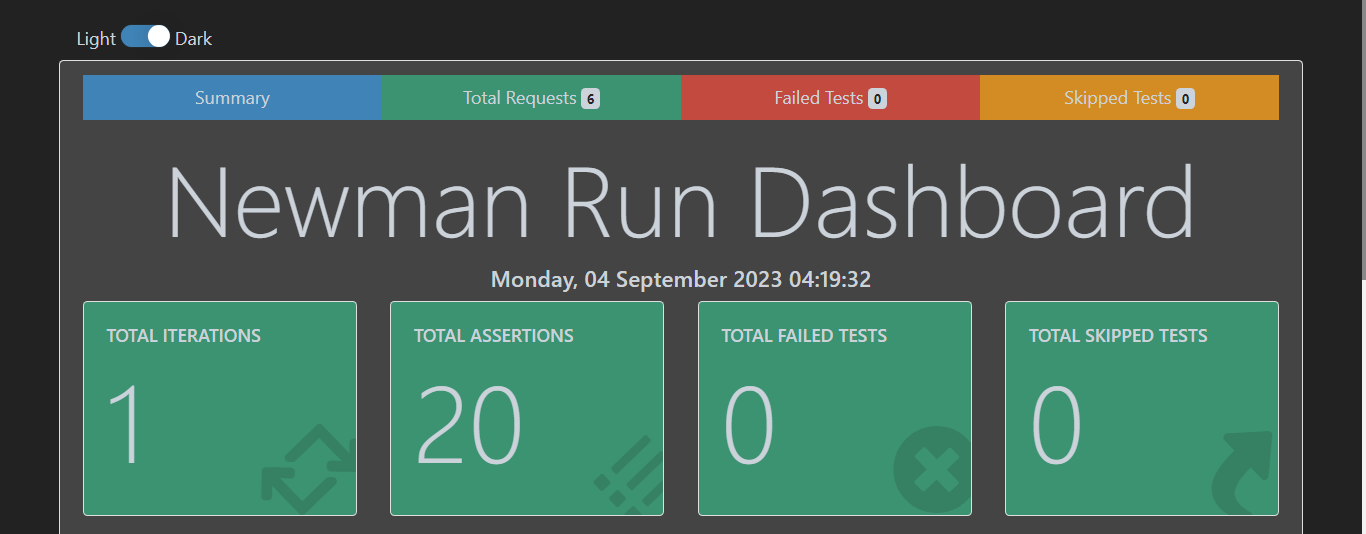 Light Dark
Summary Total Requests 6 Failed Tests 0 Skipped Tests 0
Newman Run Dashboard
Monday, 04 September 2023 04:19:32
TOTAL ITERATIONS TOTAL ASSERTIONS TOTAL FAILED TESTS TOTAL SKIPPED TESTS
1 20 0 0